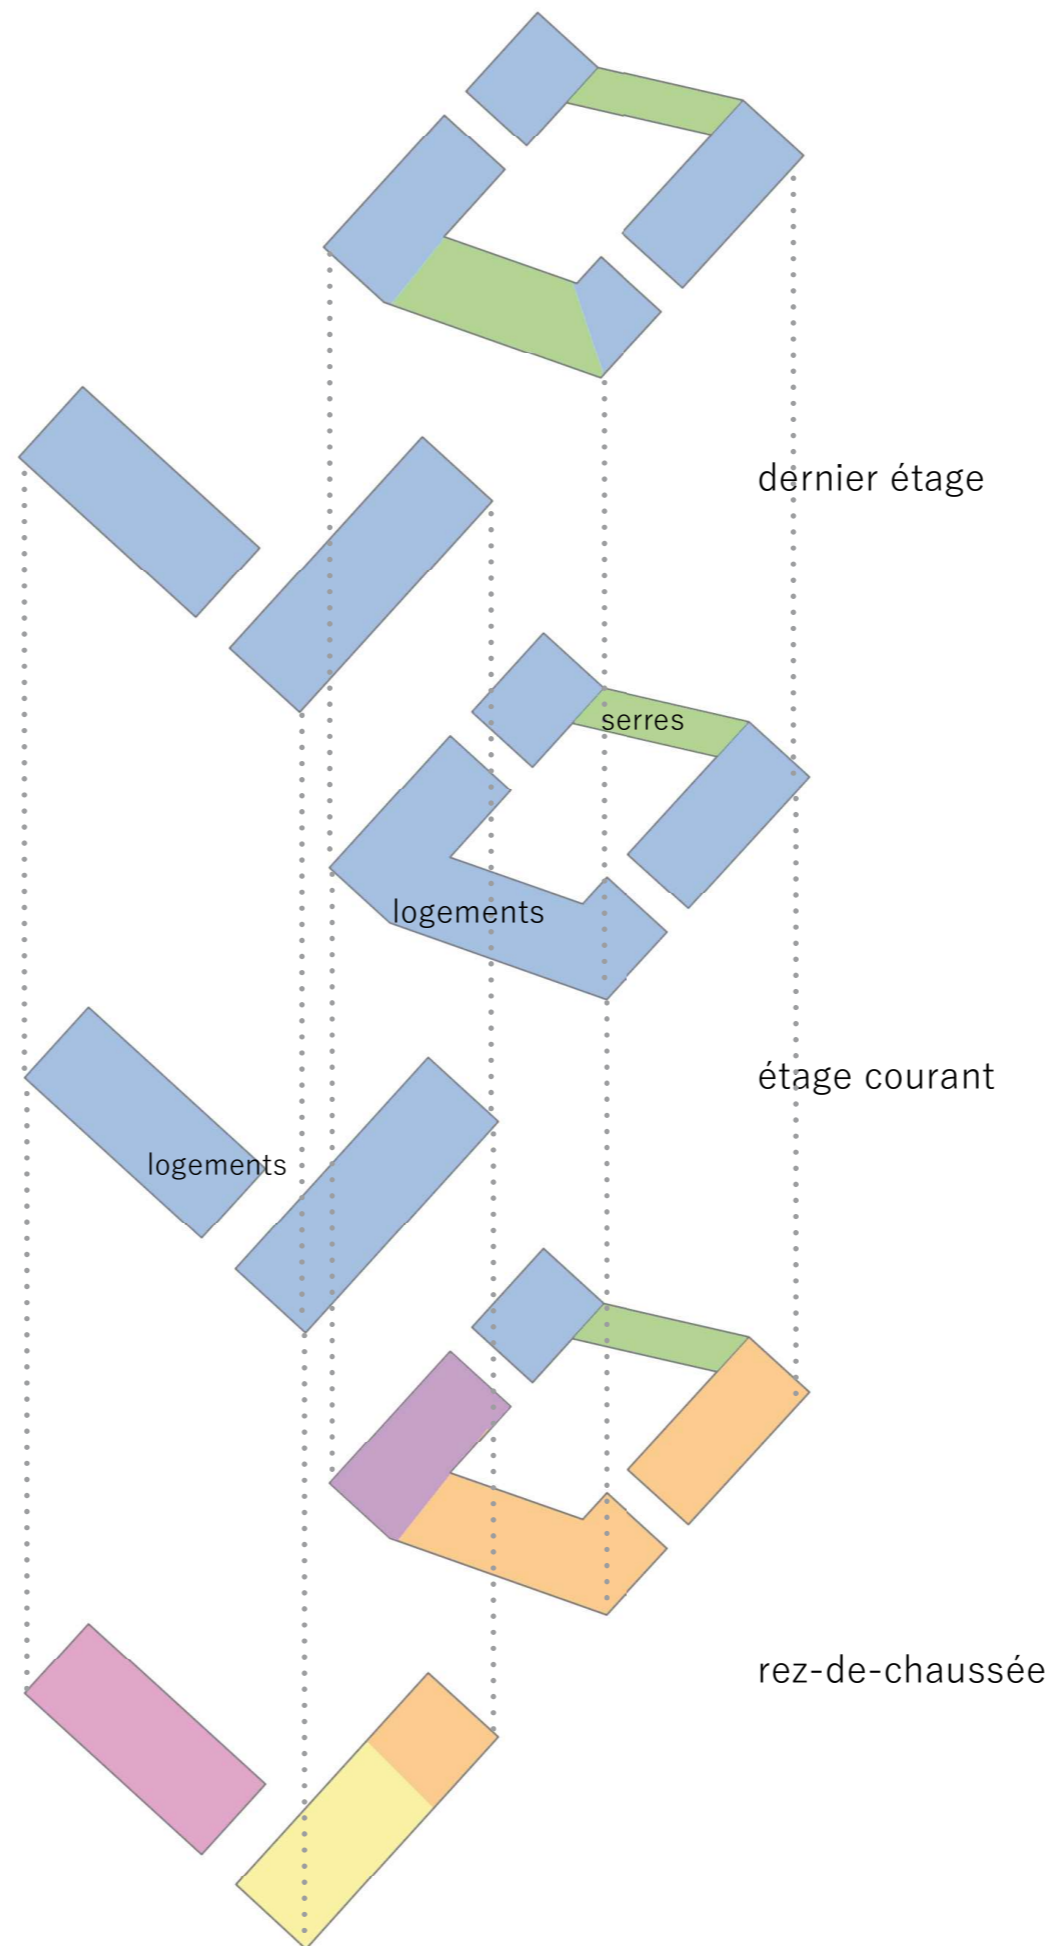 dernier étage
serres
logements
étage courant
logements
rez-de-chaussée